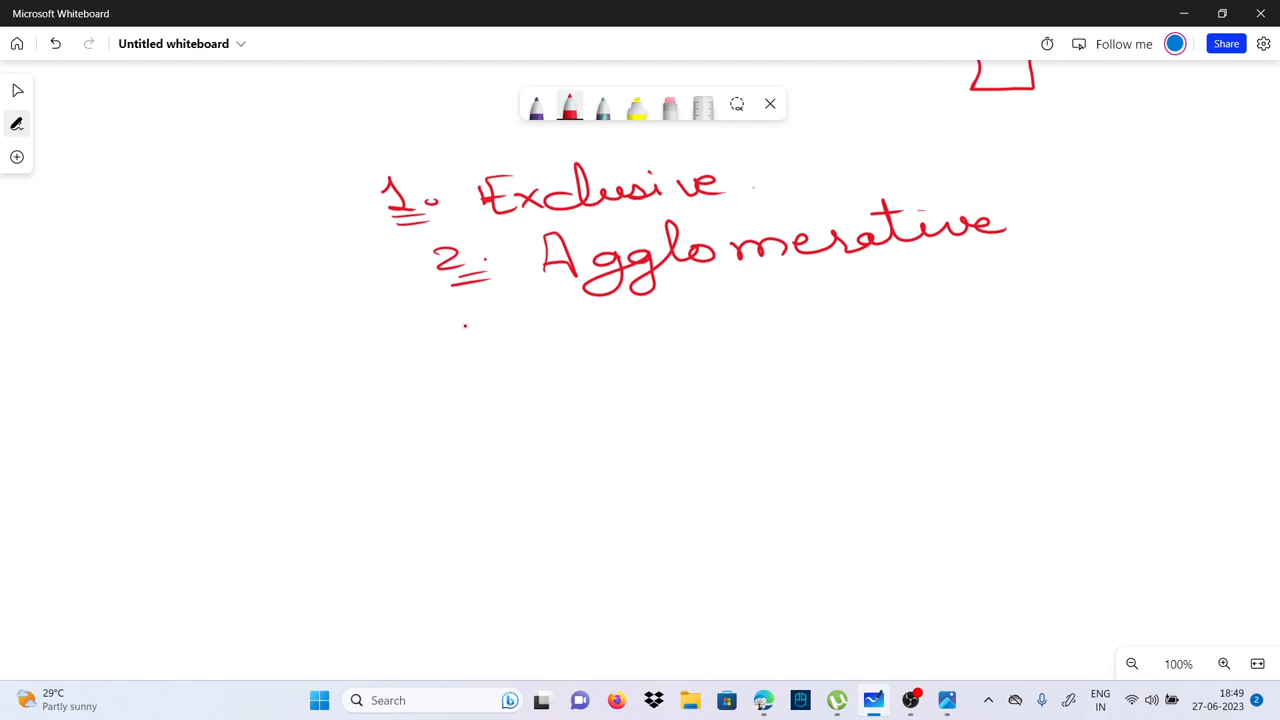 Microsoft Whiteboard
Untitled whiteboard
Follow me
Share
1. Exclusive
2. Agglomerative
100%
29°C
Partly sunny
Search
ENG
IN
18:49
27-06-2023
2